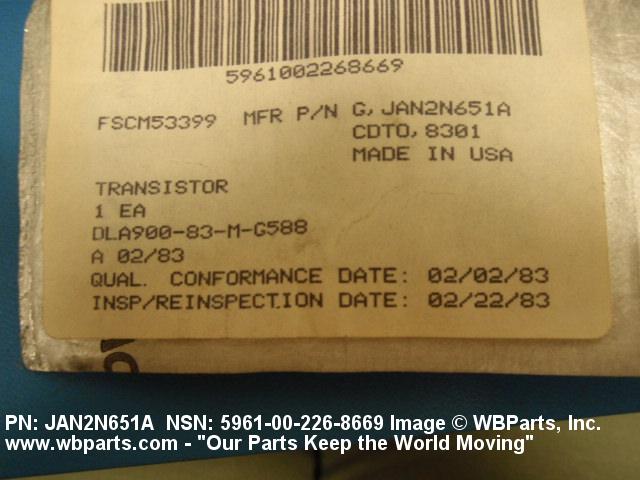 5961002268669
FSCM53399 MFR P/N G,JAN2N651A
CDTO,8301
MADE IN USA
TRANSISTOR
1 EA
DLA900-83-M-G588
A 02/83
QUAL. CONFORMANCE DATE: 02/02/83
INSP/REINSPECTION DATE: 02/22/83
PN: JAN2N651A NSN: 5961-00-226-8669 Image © WBParts, Inc.
www.wbparts.com - "Our Parts Keep the World Moving"